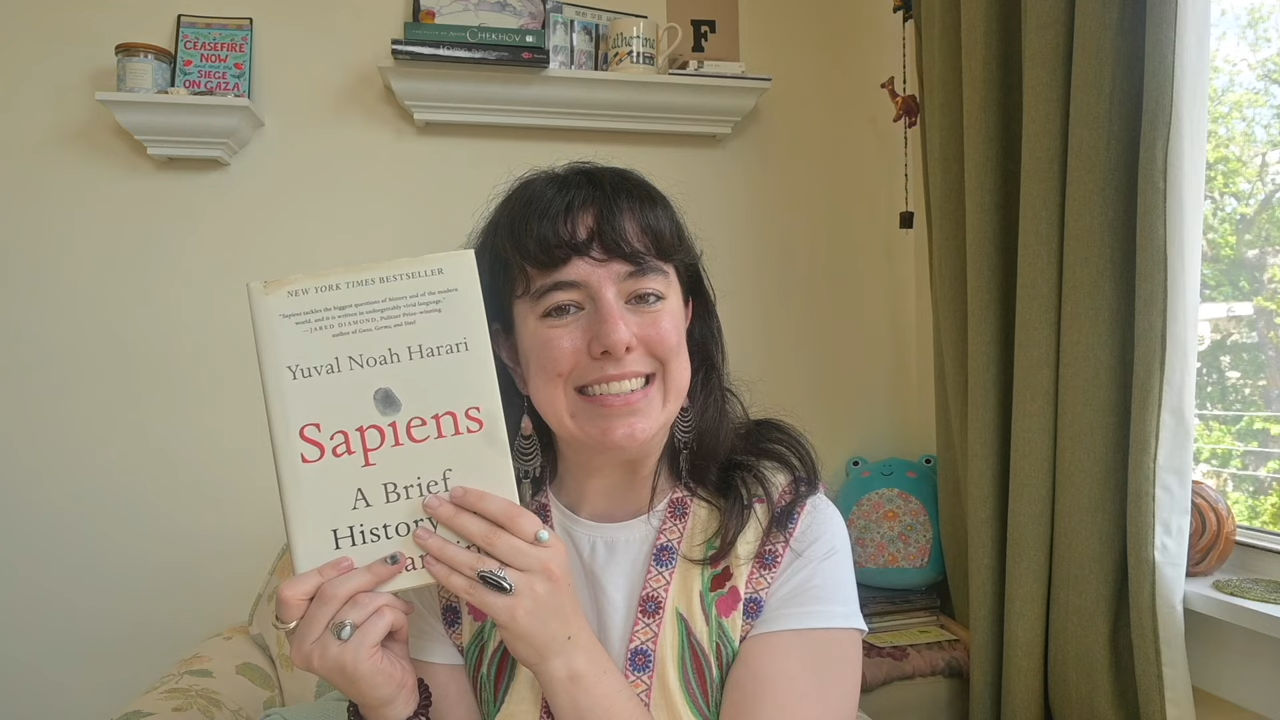 CEASEFIRE
NOW
SIEGE
ON GAZA
CHEKHOV
Catherine
F
NEW YORK TIMES BESTSELLER
"Sapiens tackles the biggest questions of history and of the modern
world, and it is written in unforgettably vivid language."
—JARED DIAMOND, Pulitzer Prize-winning
author of Guns, Germs, and Steel
Yuval Noah Harari
Sapiens
A Brief
History